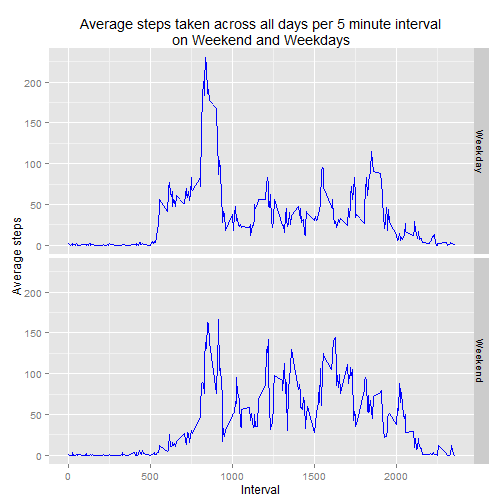 Average steps taken across all days per 5 minute interval
on Weekend and Weekdays
Average steps
200
150
100
50
0
Weekday
200
150
100
50
0
Weekend
0
500
1000
1500
2000
Interval